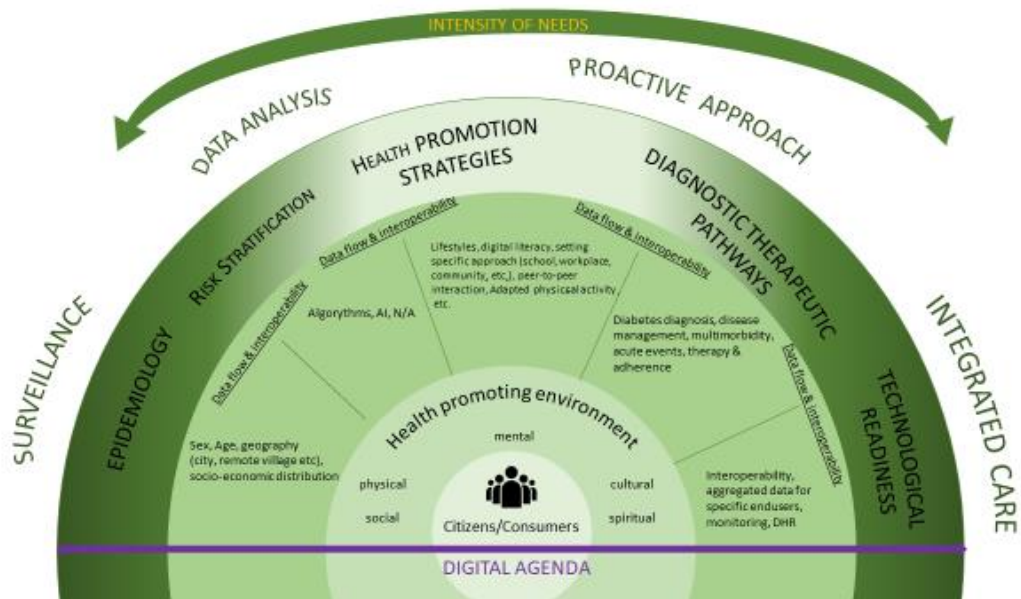 INTENSITY OF NEEDS
DATA ANALYSIS
PROACTIVE APPROACH
SURVEILLANCE
INTEGRATED CARE
EPIDEMIOLOGY
RISK STRATIFICATION
HEALTH PROMOTION
STRATEGIES
DIAGNOSTIC THERAPEUTIC
PATHWAYS
TECHNOLOGICAL
READINESS
Data flow & interoperability
Data flow & interoperability
Data flow & interoperability
Data flow & interoperability
Sex, Age, geography
(city, remote village etc),
socio-economic distribution
Algorythms, AI, N/A
Lifestyles, digital literacy, setting
specific approach (school, workplace,
community, etc,), peer-to-peer
interaction, Adapted physicsal activity,
etc.
Diabetes diagnosis, disease
management, multimorbidity,
acute events, therapy &
adherence
Interoperability,
aggregated data for
specific endusers,
monitoring, DHR
Health promoting environment
mental
physical
cultural
social
spiritual
Citizens/Consumers
DIGITAL AGENDA